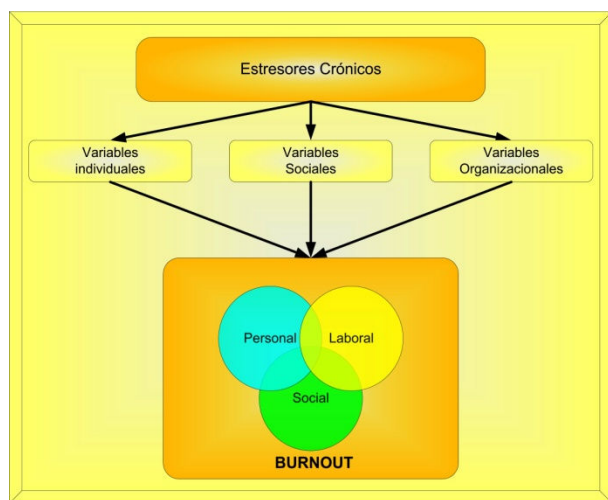 Estresores Crónicos
Variables
individuales
Variables
Sociales
Variables
Organizacionales
Personal
Laboral
Social
BURNOUT